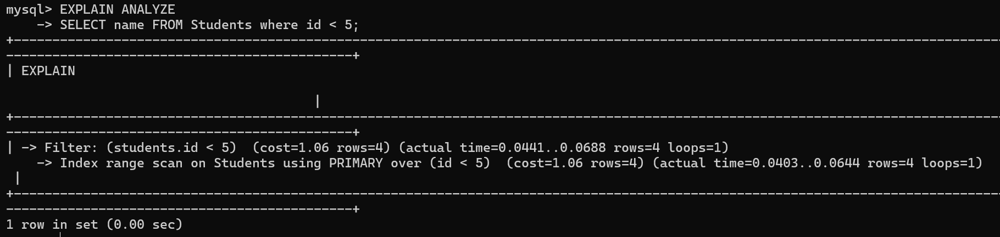 mysql> EXPLAIN ANALYZE
    -> SELECT name FROM Students where id < 5;
+---------------------------------------------------------------------------------------------------------------------------------
---------------------------------------------+
| EXPLAIN
                                        |
+---------------------------------------------------------------------------------------------------------------------------------
---------------------------------------------+
| -> Filter: (students.id < 5)  (cost=1.06 rows=4) (actual time=0.0441..0.0688 rows=4 loops=1)
    -> Index range scan on Students using PRIMARY over (id < 5)  (cost=1.06 rows=4) (actual time=0.0403..0.0644 rows=4 loops=1)
 |
+---------------------------------------------------------------------------------------------------------------------------------
---------------------------------------------+
1 row in set (0.00 sec)